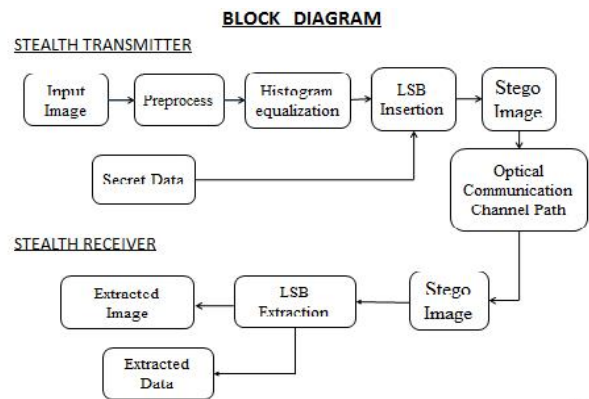 BLOCK DIAGRAM
STEALTH TRANSMITTER
Input
Image
Preprocess
Histogram
equalization
LSB
Insertion
Stego
Image
Secret Data
Optical
Communication
Channel Path
STEALTH RECEIVER
Extracted
Image
LSB
Extraction
Stego
Image
Extracted
Data